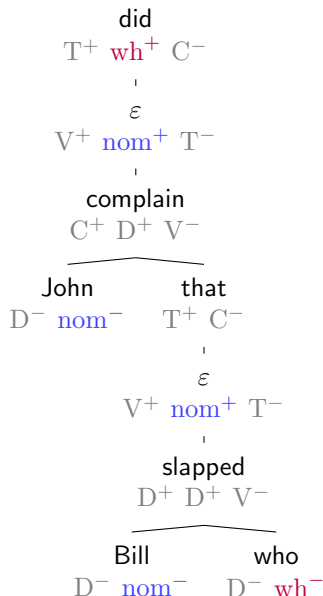 did
T⁺ wh⁺ C⁻
ε
V⁺ nom⁺ T⁻
complain
C⁺ D⁺ V⁻
John that
D⁻ nom⁻ T⁺ C⁻
ε
V⁺ nom⁺ T⁻
slapped
D⁺ D⁺ V⁻
Bill who
D⁻ nom⁻ D⁻ wh⁻